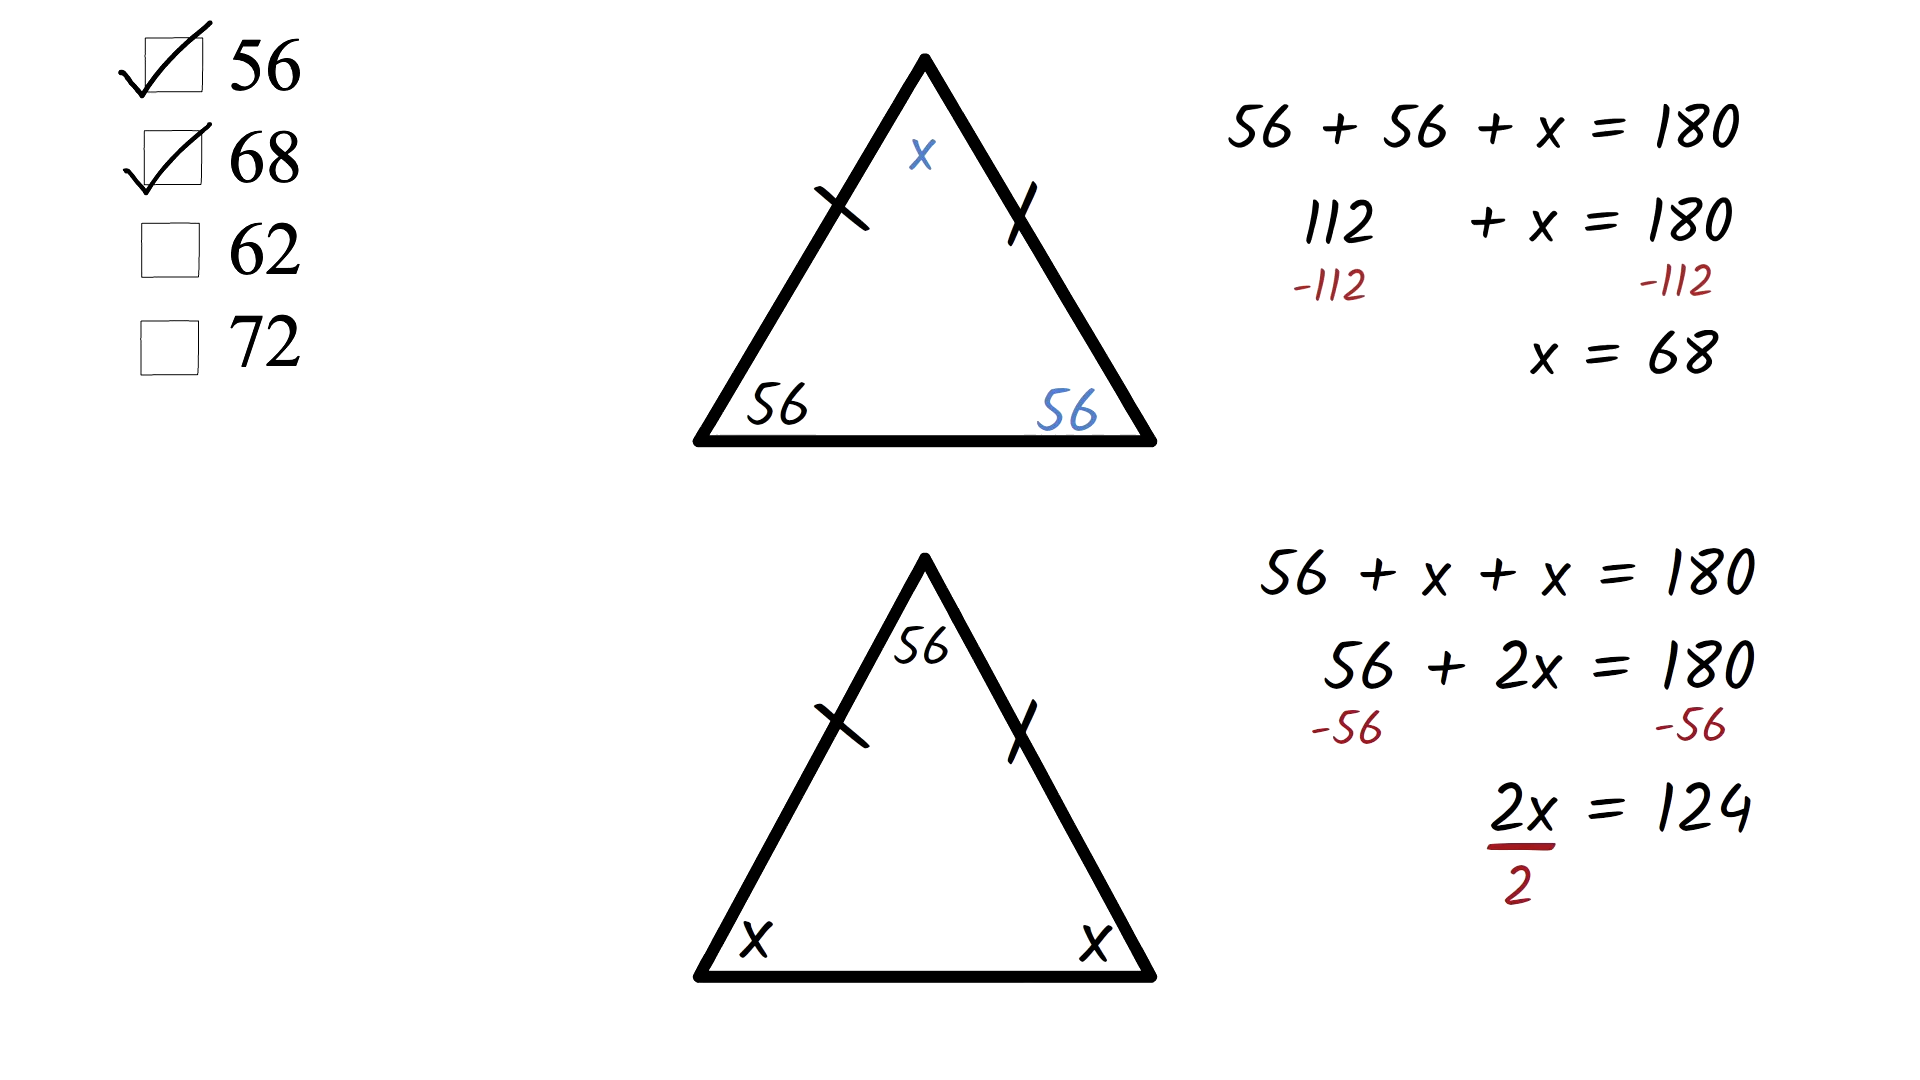 56
68
62
72
x
56
56
56 + 56 + x = 180
112 + x = 180
-112 -112
x = 68
56
x
x
56 + x + x = 180
56 + 2x = 180
-56 -56
2x = 124
2